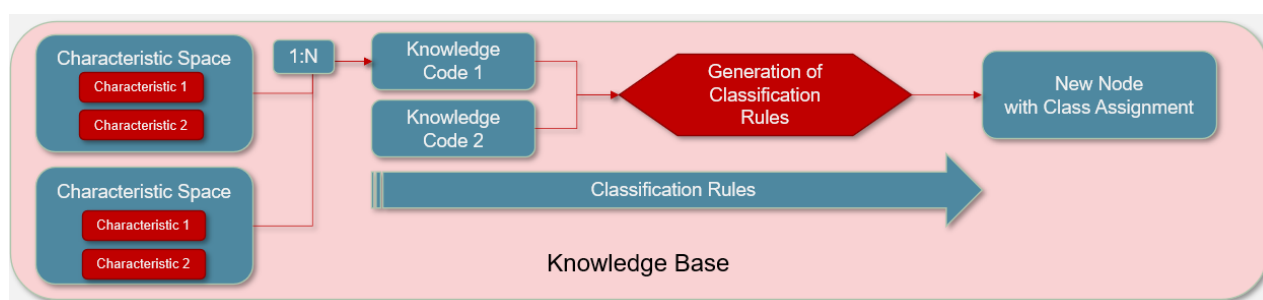 Characteristic Space
Characteristic 1
Characteristic 2
Characteristic Space
Characteristic 1
Characteristic 2
1:N
Knowledge
Code 1
Knowledge
Code 2
Generation of
Classification
Rules
New Node
with Class Assignment
Classification Rules
Knowledge Base